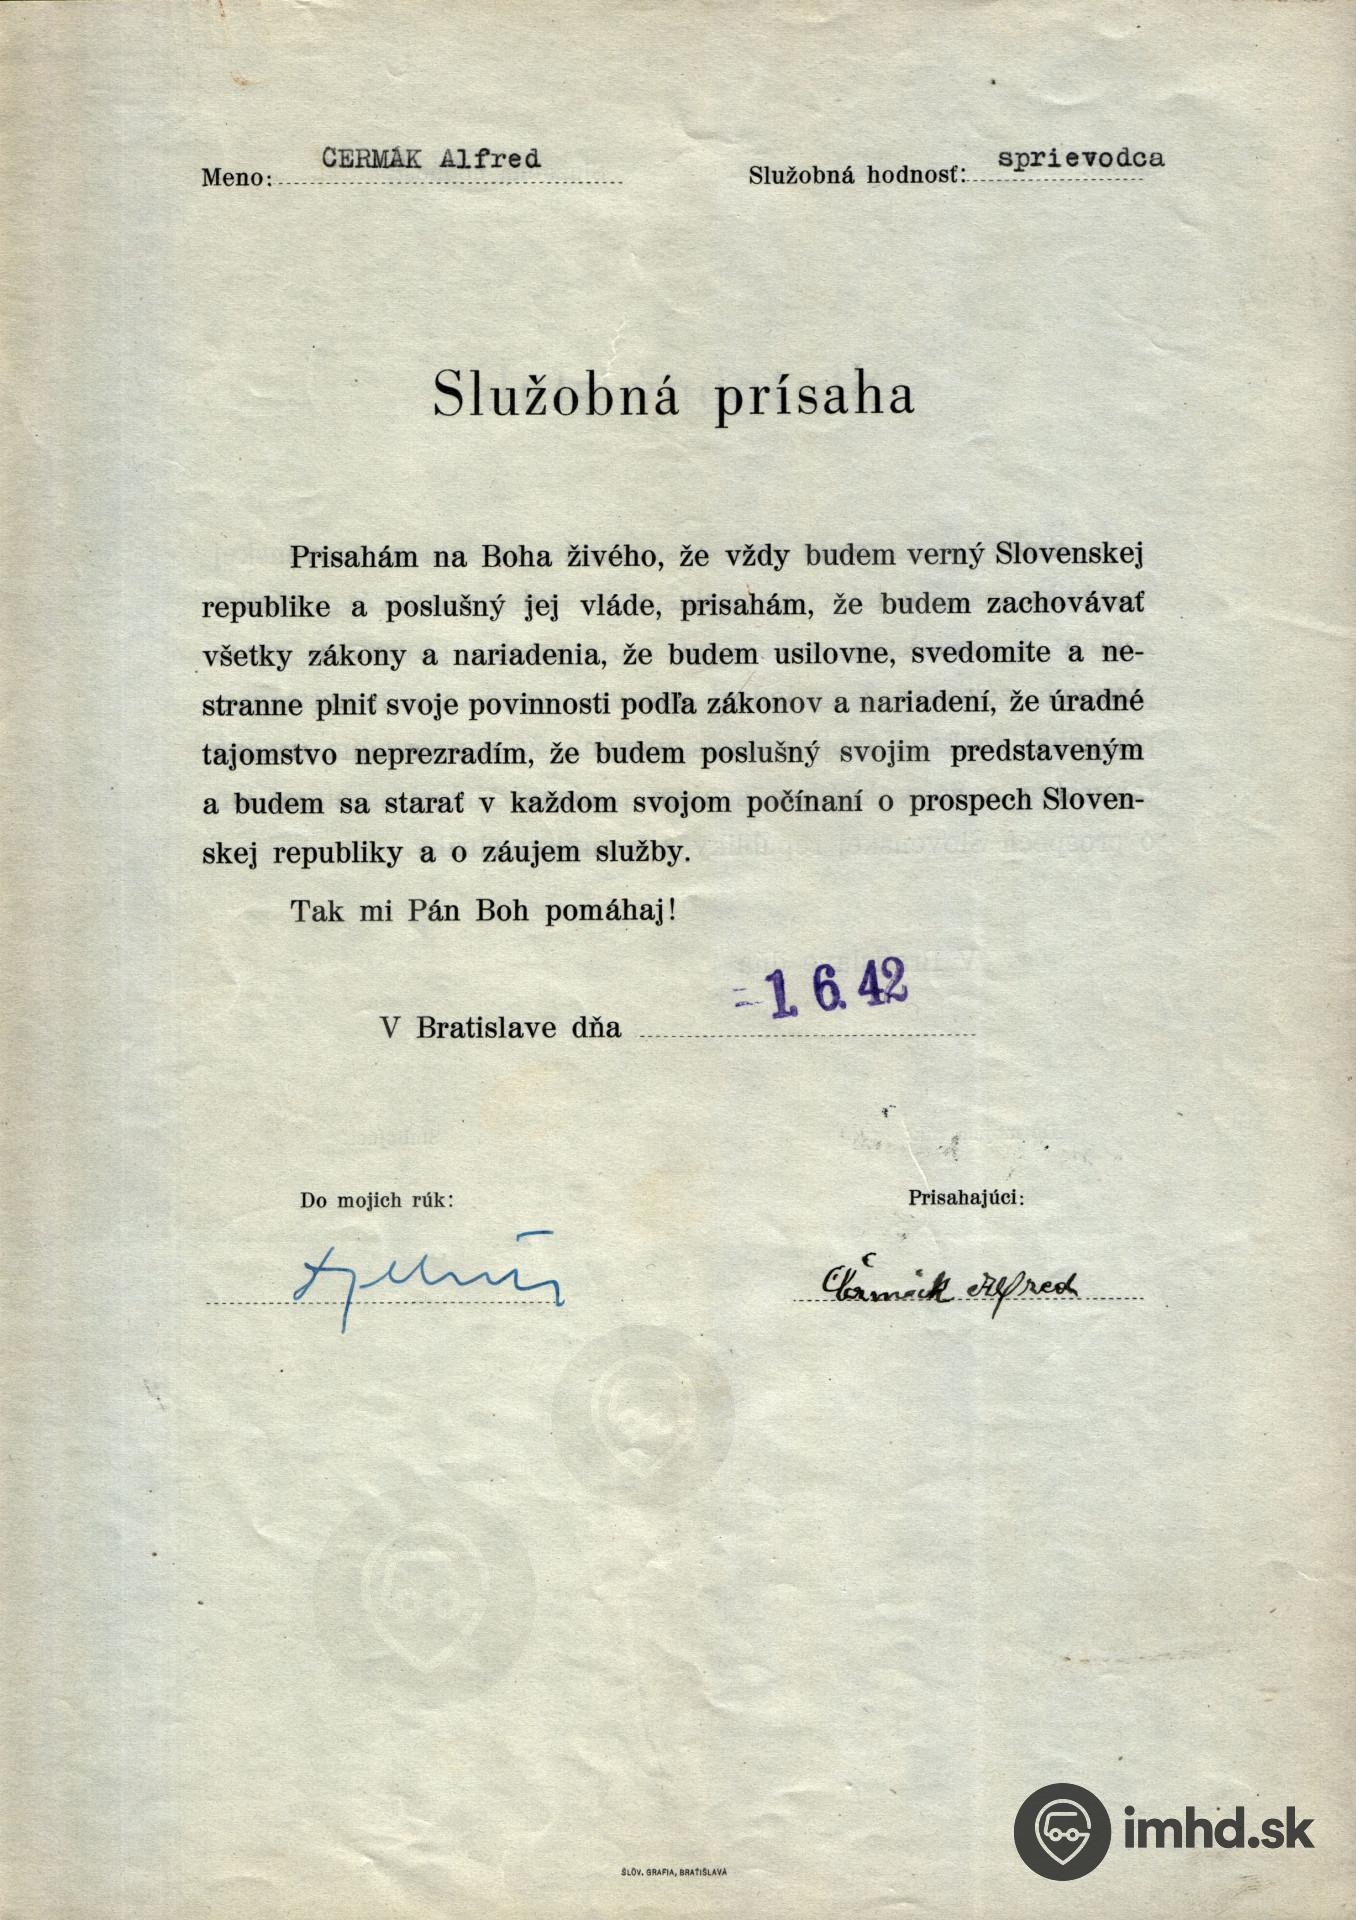 Meno: CERMÁK Alfred Služobná hodnosť: sprievodca
Služobná prísaha
Prisahám na Boha živého, že vždy budem verný Slovenskej
republike a poslušný jej vláde, prisahám, že budem zachovávať
všetky zákony a nariadenia, že budem usilovne, svedomite a ne-
stranne plniť svoje povinnosti podľa zákonov a nariadení, že úradné
tajomstvo neprezradím, že budem poslušný svojim predstaveným
a budem sa starať v každom svojom počínaní o prospech Sloven-
skej republiky a o záujem služby.
Tak mi Pán Boh pomáhaj!
V Bratislave dňa -1. 6. 42
Do mojich rúk: Prisahajúci:
Čermák Alfred
imhd.sk
SLOV. GRAFIA, BRATISLAVA